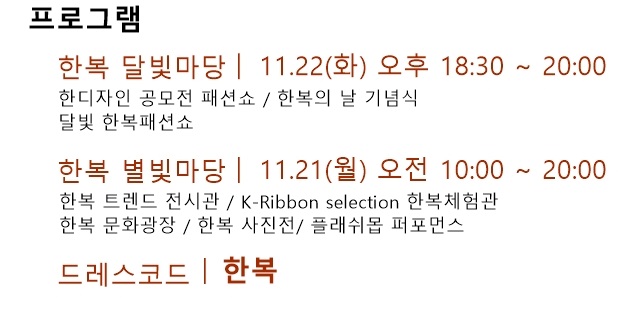 프로그램
한복 달빛마당 | 11.22(화) 오후 18:30 ~ 20:00
한디자인 공모전 패션쇼 / 한복의 날 기념식
달빛 한복패션쇼
한복 별빛마당 | 11.21(월) 오전 10:00 ~ 20:00
한복 트렌드 전시관 / K-Ribbon selection 한복체험관
한복 문화광장 / 한복 사진전/ 플래쉬몹 퍼포먼스
드레스코드 | 한복